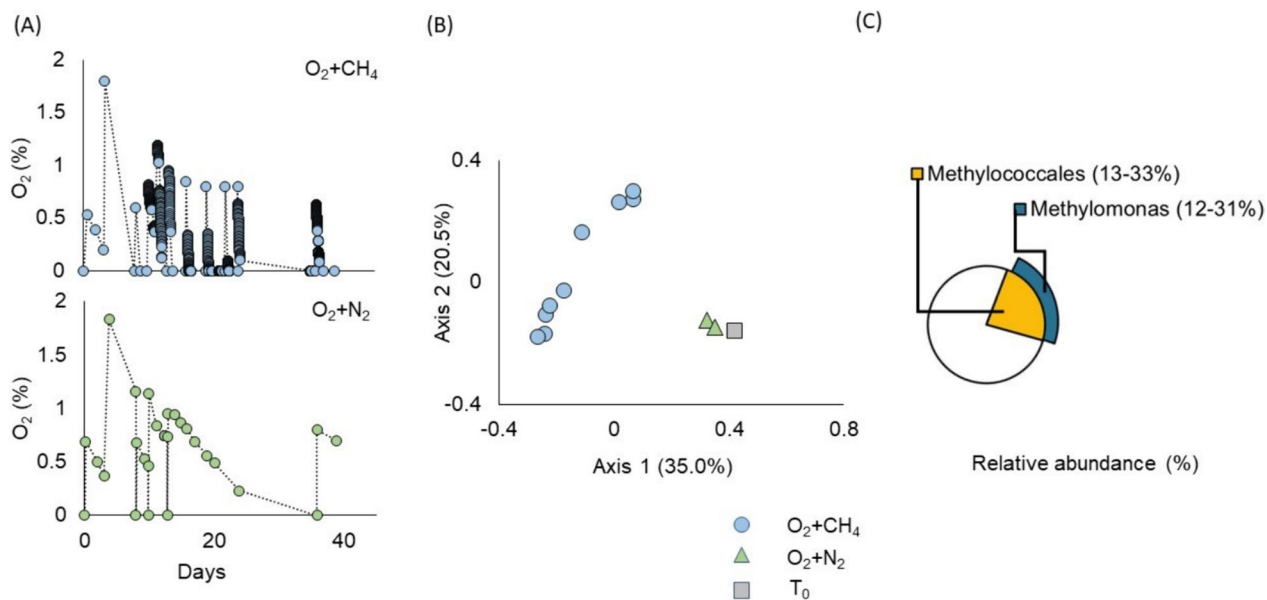 (A)
O₂+CH₄
2
1.5
1
0.5
0
O₂ (%)
O₂+N₂
2
1.5
1
0.5
0
O₂ (%)
0 20 40
Days
(B)
0.4
0
-0.4
Axis 2 (20.5%)
-0.4 0 0.4 0.8
Axis 1 (35.0%)
O₂+CH₄
O₂+N₂
T₀
(C)
Methylococcales (13-33%)
Methylomonas (12-31%)
Relative abundance (%)